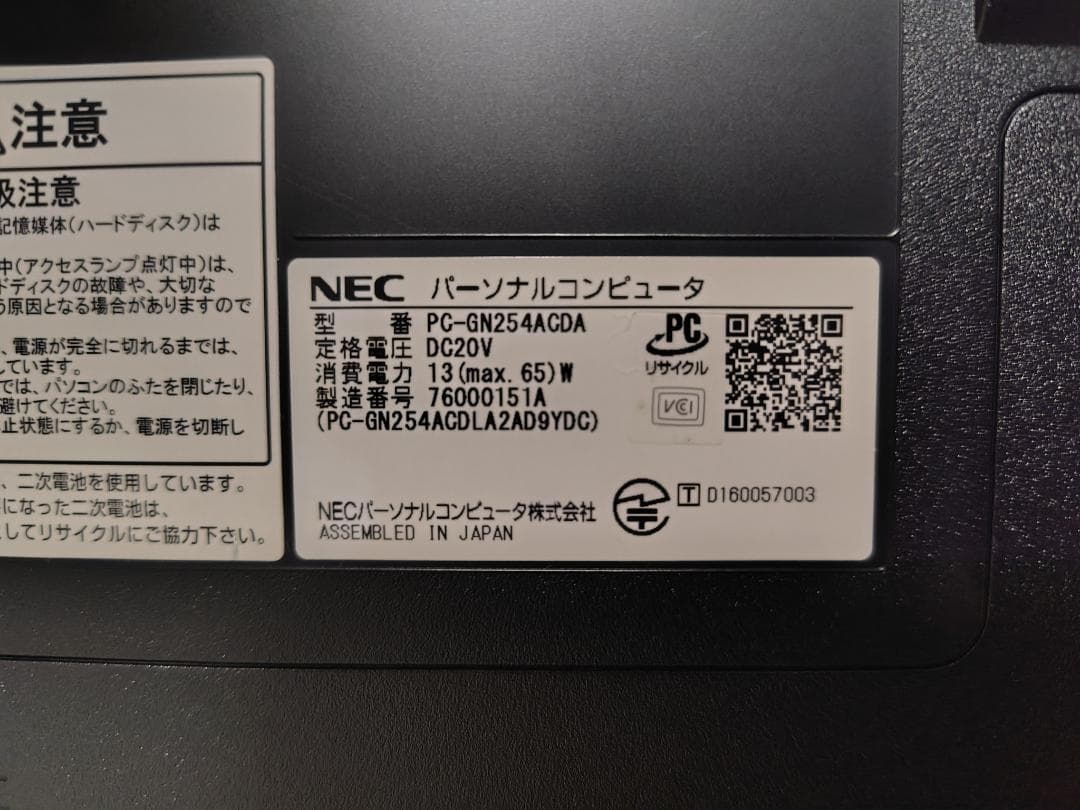 注意
扱注意
記憶媒体(ハードディスク)は
中(アクセスランプ点灯中)は、
ドディスクの故障や、大切な
う原因となる場合がありますので
、電源が完全に切れるまでは、
しています。
では、パソコンのふたを閉じたり、
避けてください。
止状態にするか、電源を切断し
、二次電池を使用しています。
になった二次電池は、
してリサイクルにご協力下さい。
NEC パーソナルコンピュータ
型 番 PC-GN254ACDA
定格電圧 DC20V
消費電力 13(max.65)W
製造番号 76000151A
(PC-GN254ACDLA2AD9YDC)
PC
リサイクル
VCI
NECパーソナルコンピュータ株式会社
ASSEMBLED IN JAPAN
T D160057003